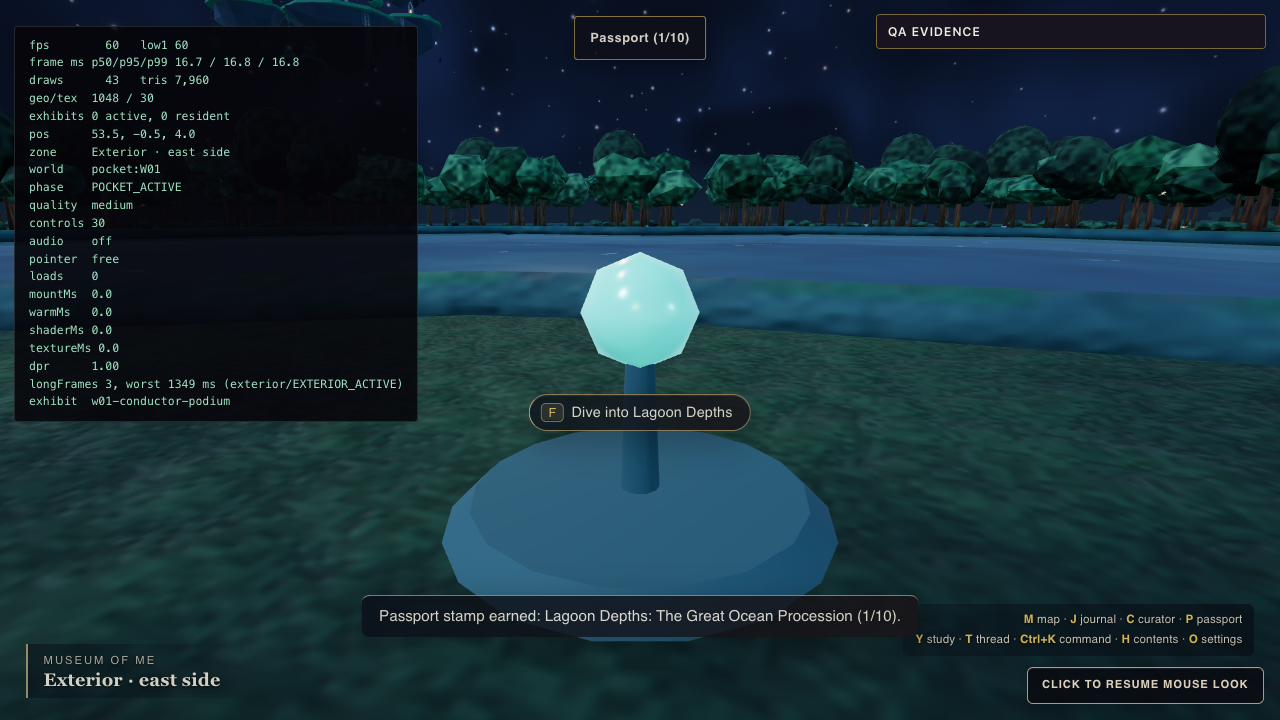 fps 60 low1 60
frame ms p50/p95/p99 16.7 / 16.8 / 16.8
draws 43 tris 7,960
geo/tex 1048 / 30
exhibits 0 active, 0 resident
pos 53.5, −0.5, 4.0
zone Exterior · east side
world pocket:W01
phase POCKET_ACTIVE
quality medium
controls 30
audio off
pointer free
loads 0
mountMs 0.0
warmMs 0.0
shaderMs 0.0
textureMs 0.0
dpr 1.00
longFrames 3, worst 1349 ms (exterior/EXTERIOR_ACTIVE)
exhibit w01-conductor-podium
Passport (1/10)
QA EVIDENCE
F Dive into Lagoon Depths
Passport stamp earned: Lagoon Depths: The Great Ocean Procession (1/10).
M map · J journal · C curator · P passport
Y study · T thread · Ctrl+K command · H contents · O settings
MUSEUM OF ME
Exterior · east side
CLICK TO RESUME MOUSE LOOK